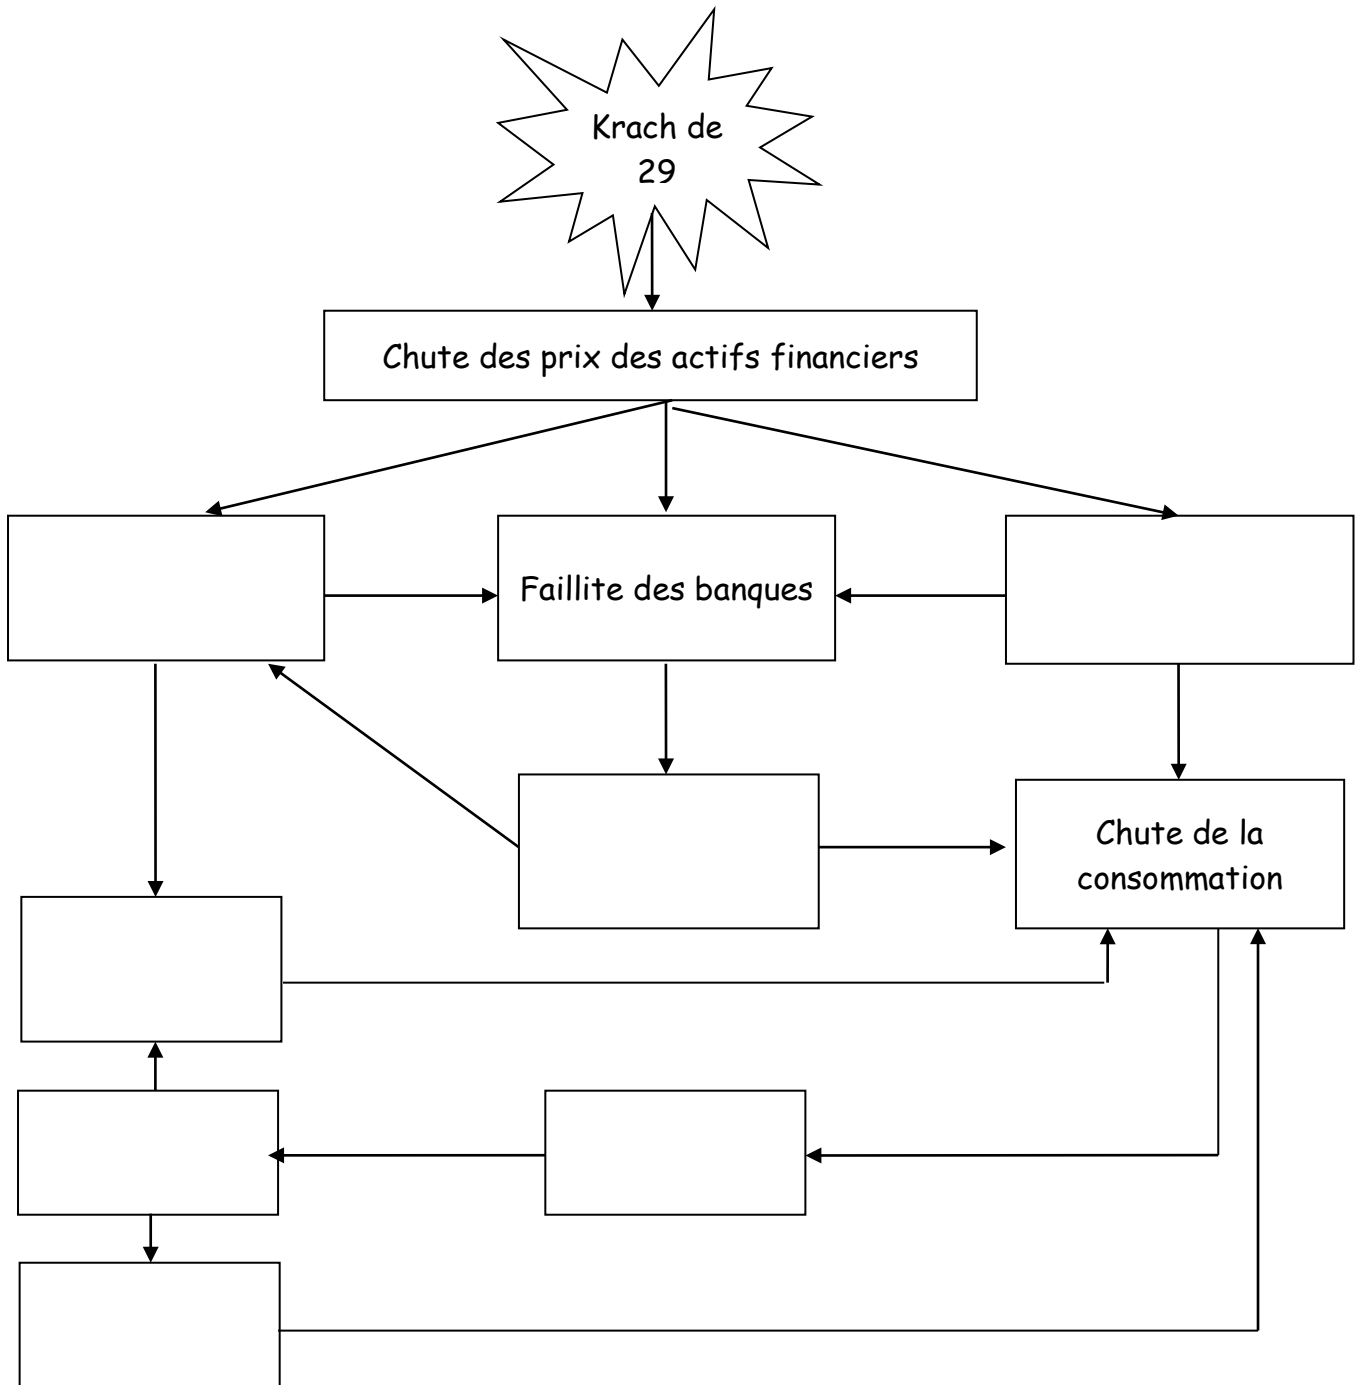 Krach de
29
Chute des prix des actifs financiers
Faillite des banques
Chute de la
consommation